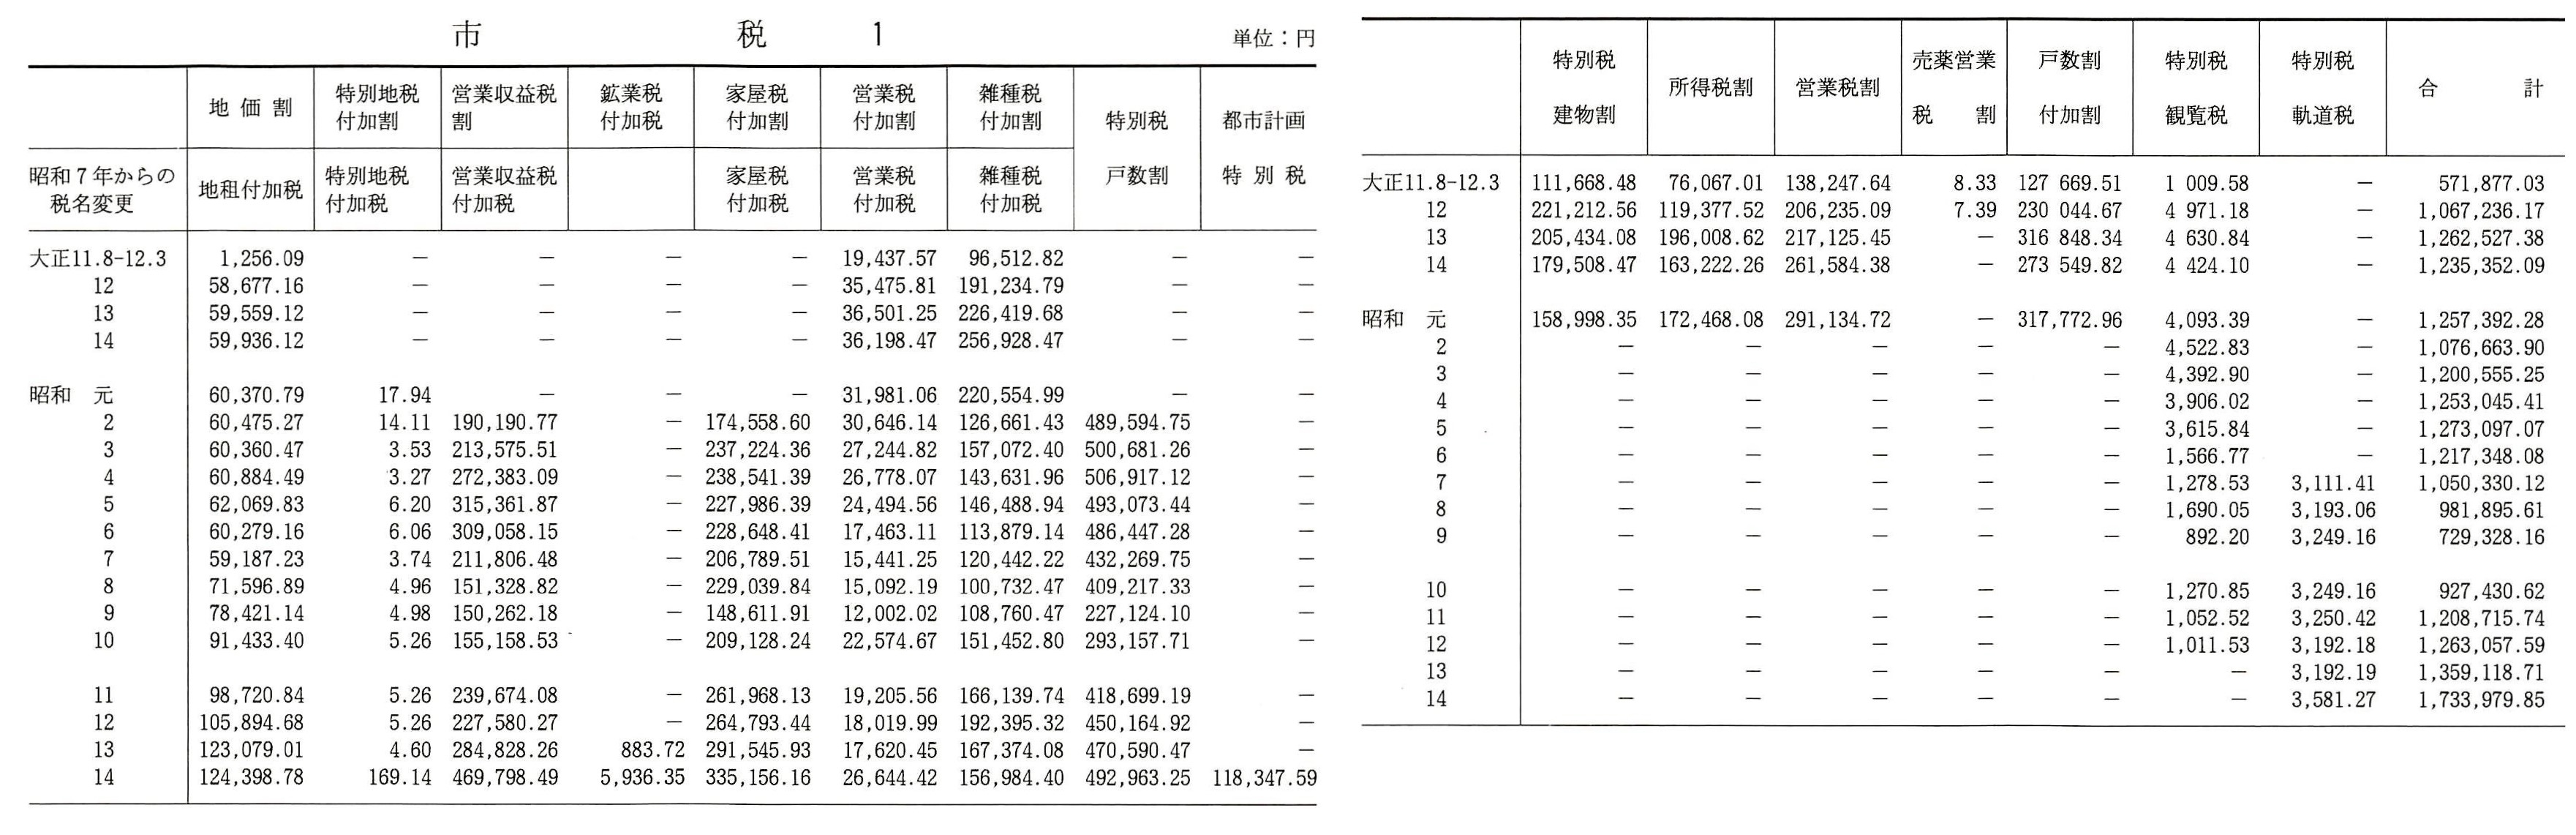 市 税 1
単位：円
地価割 特別地税付加割 営業収益税割 鉱業税付加税 家屋税付加割 営業税付加割 雑種税付加割 特別税戸数割 都市計画特別税
昭和7年からの税名変更 地租付加税 特別地税付加税 営業収益税付加税 家屋税付加税 営業税付加税 雑種税付加税
大正11.8-12.3 1,256.09 － － － － 19,437.57 96,512.82 － －
12 58,677.16 － － － － 35,475.81 191,234.79 － －
13 59,559.12 － － － － 36,501.25 226,419.68 － －
14 59,936.12 － － － － 36,198.47 256,928.47 － －
昭和 元 60,370.79 17.94 － － － 31,981.06 220,554.99 － －
2 60,475.27 14.11 190,190.77 － 174,558.60 30,646.14 126,661.43 489,594.75 －
3 60,360.47 3.53 213,575.51 － 237,224.36 27,244.82 157,072.40 500,681.26 －
4 60,884.49 3.27 272,383.09 － 238,541.39 26,778.07 143,631.96 506,917.12 －
5 62,069.83 6.20 315,361.87 － 227,986.39 24,494.56 146,488.94 493,073.44 －
6 60,279.16 6.06 309,058.15 － 228,648.41 17,463.11 113,879.14 486,447.28 －
7 59,187.23 3.74 211,806.48 － 206,789.51 15,441.25 120,442.22 432,269.75 －
8 71,596.89 4.96 151,328.82 － 229,039.84 15,092.19 100,732.47 409,217.33 －
9 78,421.14 4.98 150,262.18 － 148,611.91 12,002.02 108,760.47 227,124.10 －
10 91,433.40 5.26 155,158.53 － 209,128.24 22,574.67 151,452.80 293,157.71 －
11 98,720.84 5.26 239,674.08 － 261,968.13 19,205.56 166,139.74 418,699.19 －
12 105,894.68 5.26 227,580.27 － 264,793.44 18,019.99 192,395.32 450,164.92 －
13 123,079.01 4.60 284,828.26 883.72 291,545.93 17,620.45 167,374.08 470,590.47 －
14 124,398.78 169.14 469,798.49 5,936.35 335,156.16 26,644.42 156,984.40 492,963.25 118,347.59
特別税建物割 所得税割 営業税割 売薬営業税割 戸数割付加割 特別税観覧税 特別税軌道税 合計
大正11.8-12.3 111,668.48 76,067.01 138,247.64 8.33 127 669.51 1 009.58 － 571,877.03
12 221,212.56 119,377.52 206,235.09 7.39 230 044.67 4 971.18 － 1,067,236.17
13 205,434.08 196,008.62 217,125.45 － 316 848.34 4 630.84 － 1,262,527.38
14 179,508.47 163,222.26 261,584.38 － 273 549.82 4 424.10 － 1,235,352.09
昭和 元 158,998.35 172,468.08 291,134.72 － 317,772.96 4,093.39 － 1,257,392.28
2 － － － － － 4,522.83 － 1,076,663.90
3 － － － － － 4,392.90 － 1,200,555.25
4 － － － － － 3,906.02 － 1,253,045.41
5 － － － － － 3,615.84 － 1,273,097.07
6 － － － － － 1,566.77 － 1,217,348.08
7 － － － － － 1,278.53 3,111.41 1,050,330.12
8 － － － － － 1,690.05 3,193.06 981,895.61
9 － － － － － 892.20 3,249.16 729,328.16
10 － － － － － 1,270.85 3,249.16 927,430.62
11 － － － － － 1,052.52 3,250.42 1,208,715.74
12 － － － － － 1,011.53 3,192.18 1,263,057.59
13 － － － － － － 3,192.19 1,359,118.71
14 － － － － － － 3,581.27 1,733,979.85